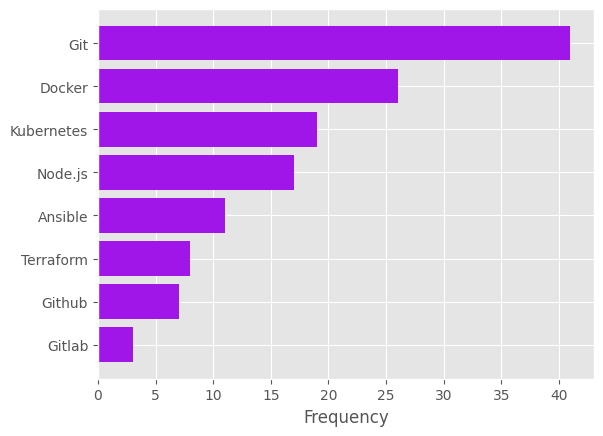 Git
Docker
Kubernetes
Node.js
Ansible
Terraform
Github
Gitlab
0 5 10 15 20 25 30 35 40
Frequency